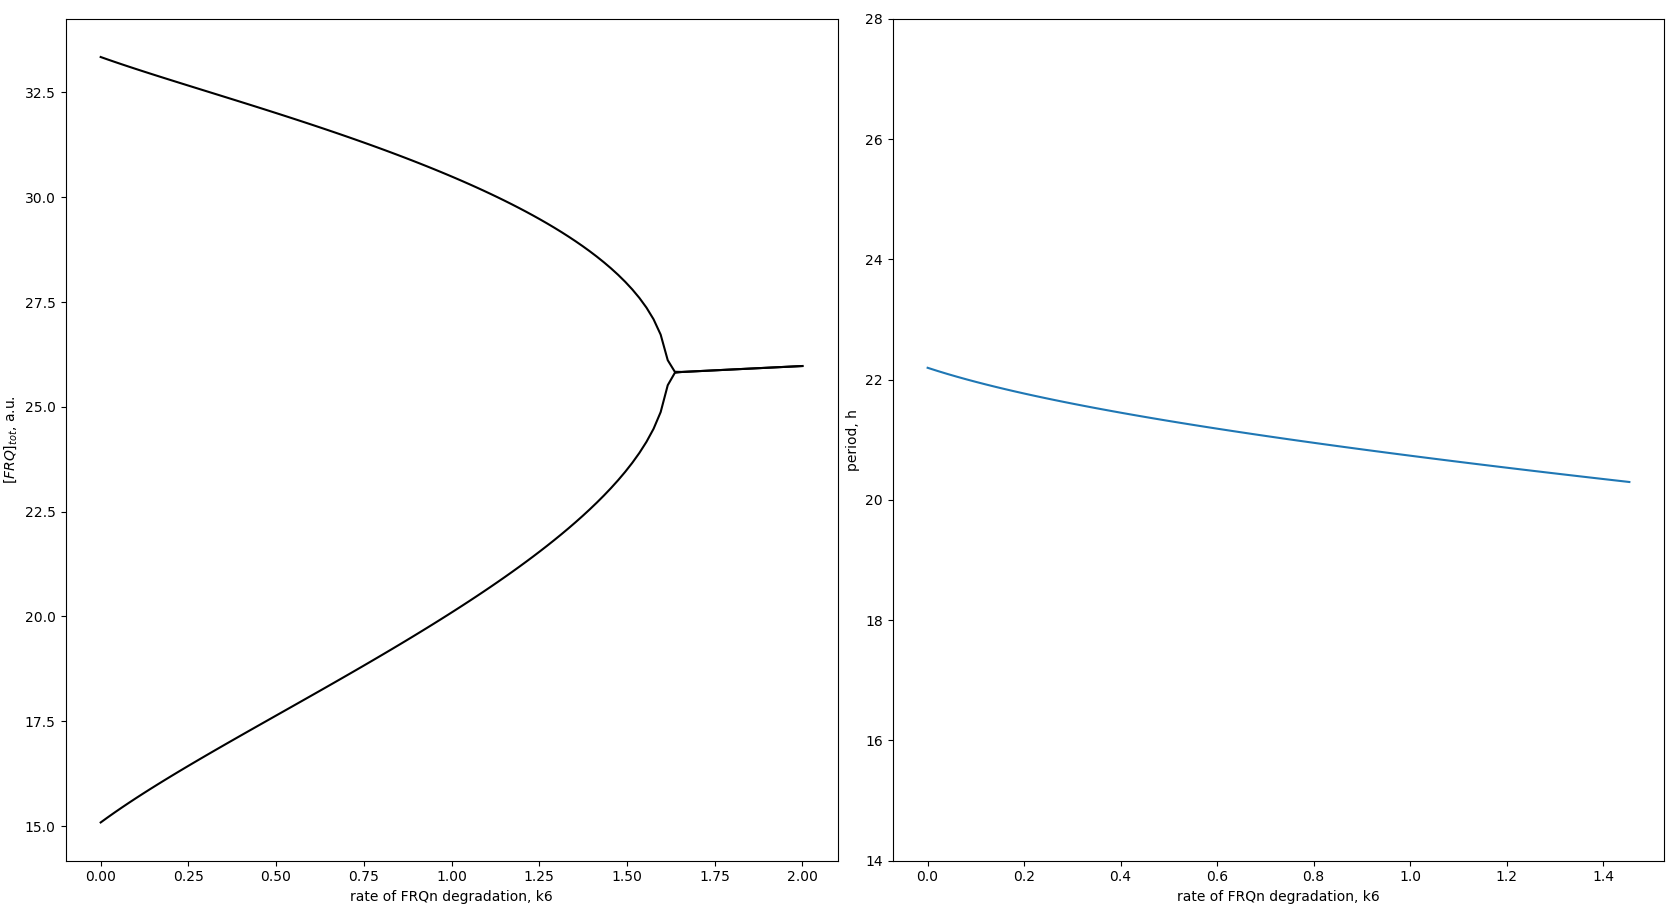 32.5
30.0
27.5
25.0
22.5
20.0
17.5
15.0
[FRQ]tot, a.u.
0.00 0.25 0.50 0.75 1.00 1.25 1.50 1.75 2.00
rate of FRQn degradation, k6
28
26
24
22
20
18
16
14
period, h
0.0 0.2 0.4 0.6 0.8 1.0 1.2 1.4
rate of FRQn degradation, k6